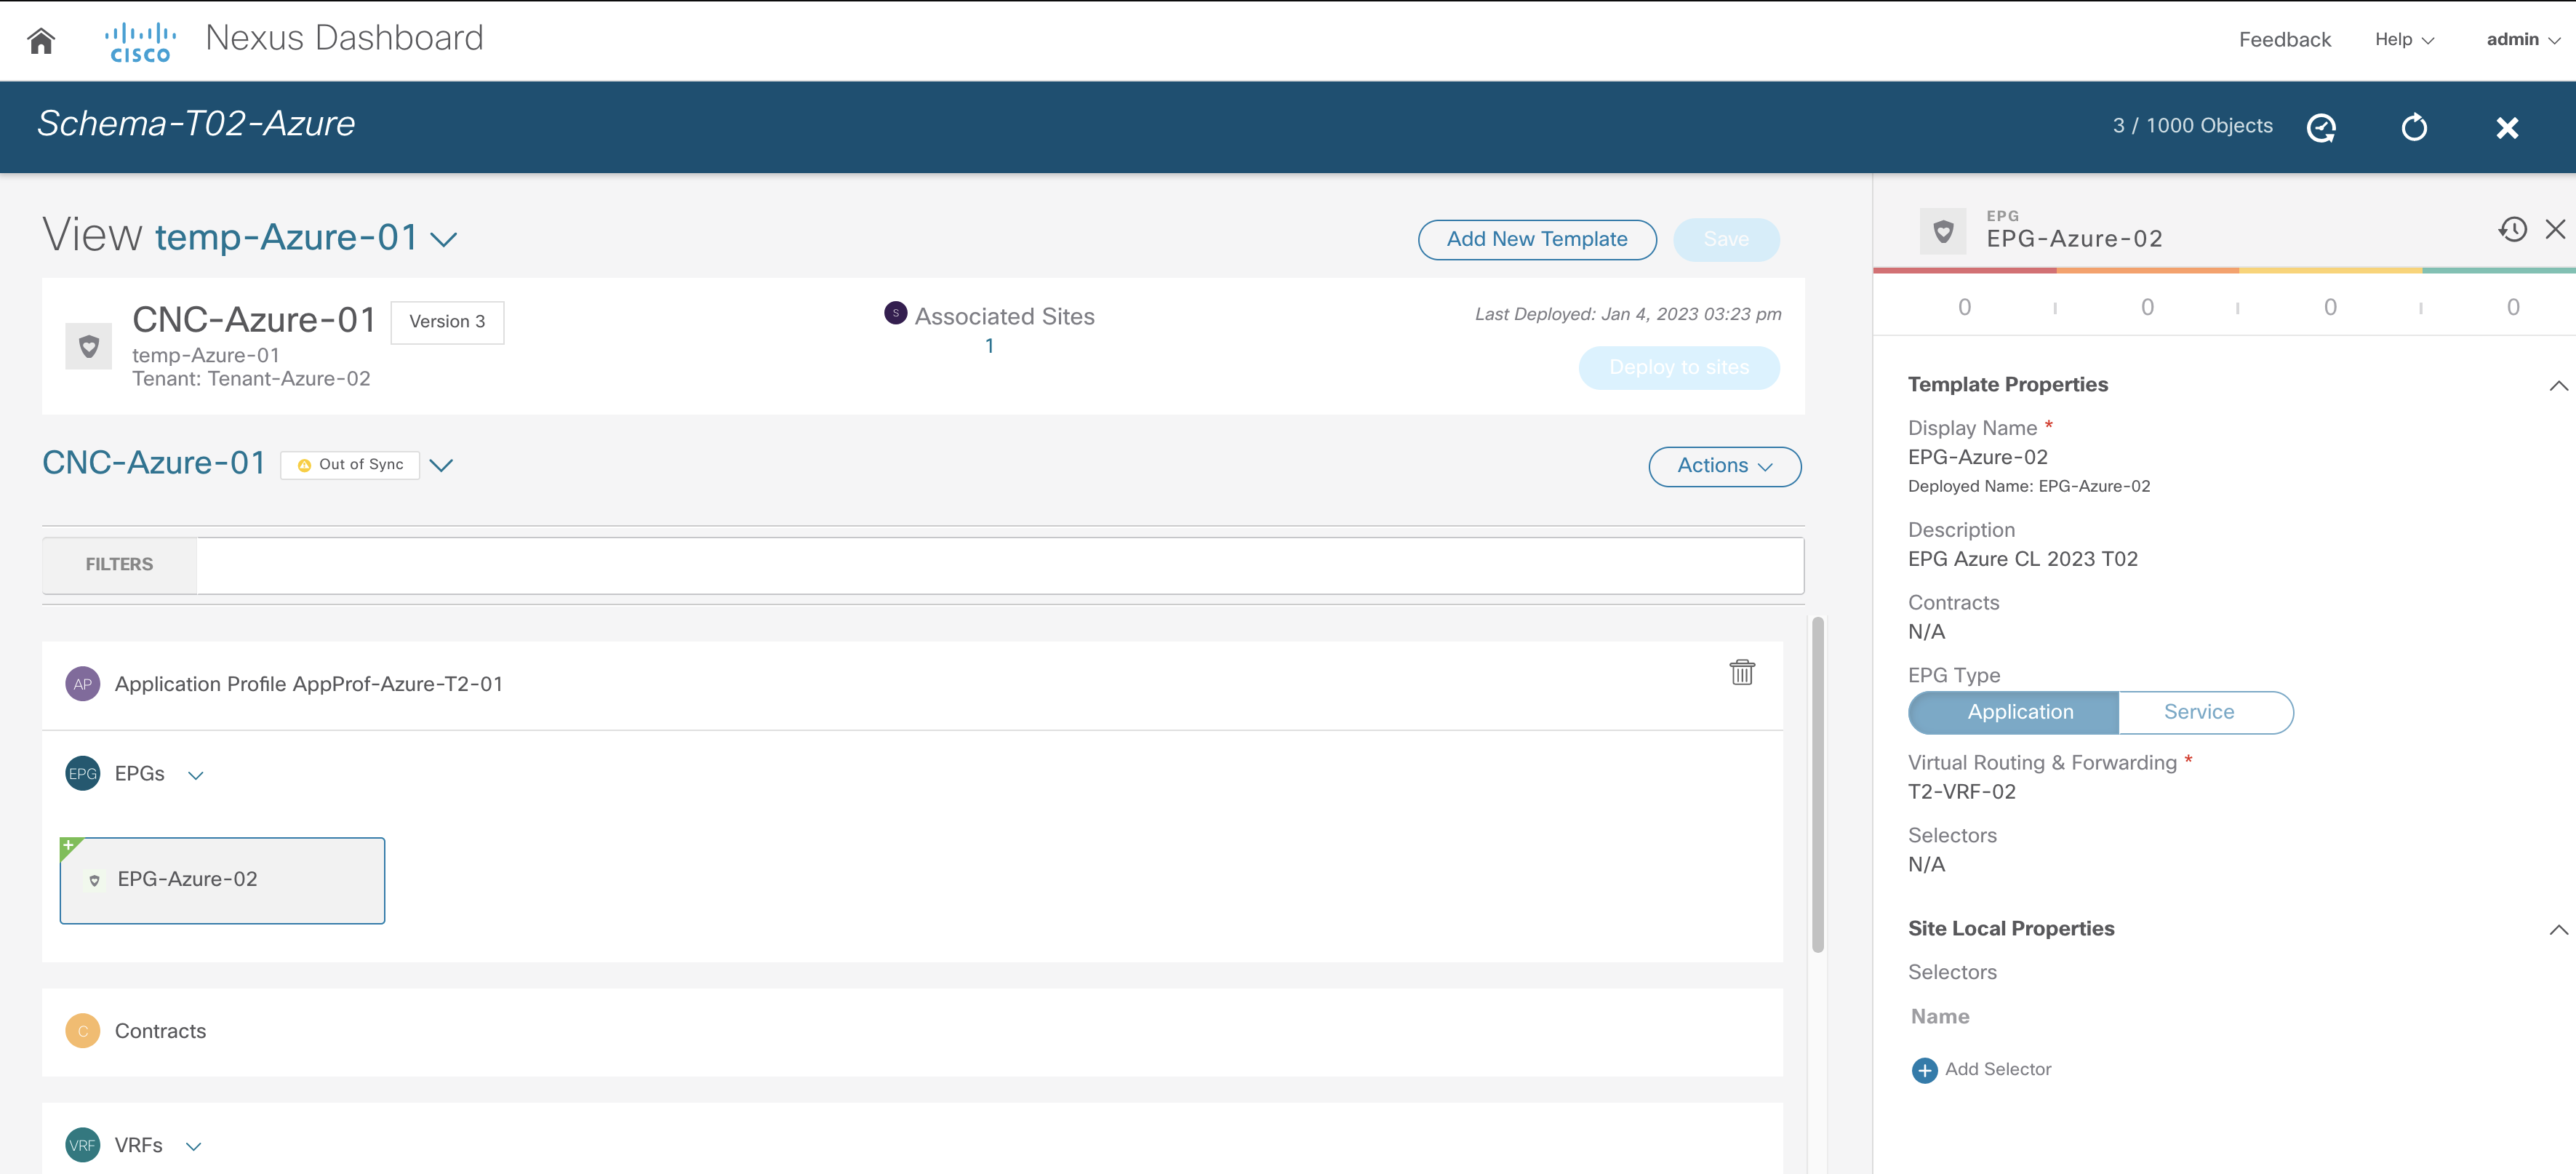 CISCO
Nexus Dashboard
Feedback
Help
admin
Schema-T02-Azure
3 / 1000 Objects
View temp-Azure-01
Add New Template
Save
CNC-Azure-01
Version 3
temp-Azure-01
Tenant: Tenant-Azure-02
S
Associated Sites
1
Last Deployed: Jan 4, 2023 03:23 pm
Deploy to sites
CNC-Azure-01
Out of Sync
Actions
FILTERS
AP
Application Profile AppProf-Azure-T2-01
EPG
EPGs
EPG-Azure-02
C
Contracts
VRF
VRFs
EPG
EPG-Azure-02
0
0
0
0
Template Properties
Display Name *
EPG-Azure-02
Deployed Name: EPG-Azure-02
Description
EPG Azure CL 2023 T02
Contracts
N/A
EPG Type
Application
Service
Virtual Routing & Forwarding *
T2-VRF-02
Selectors
N/A
Site Local Properties
Selectors
Name
Add Selector